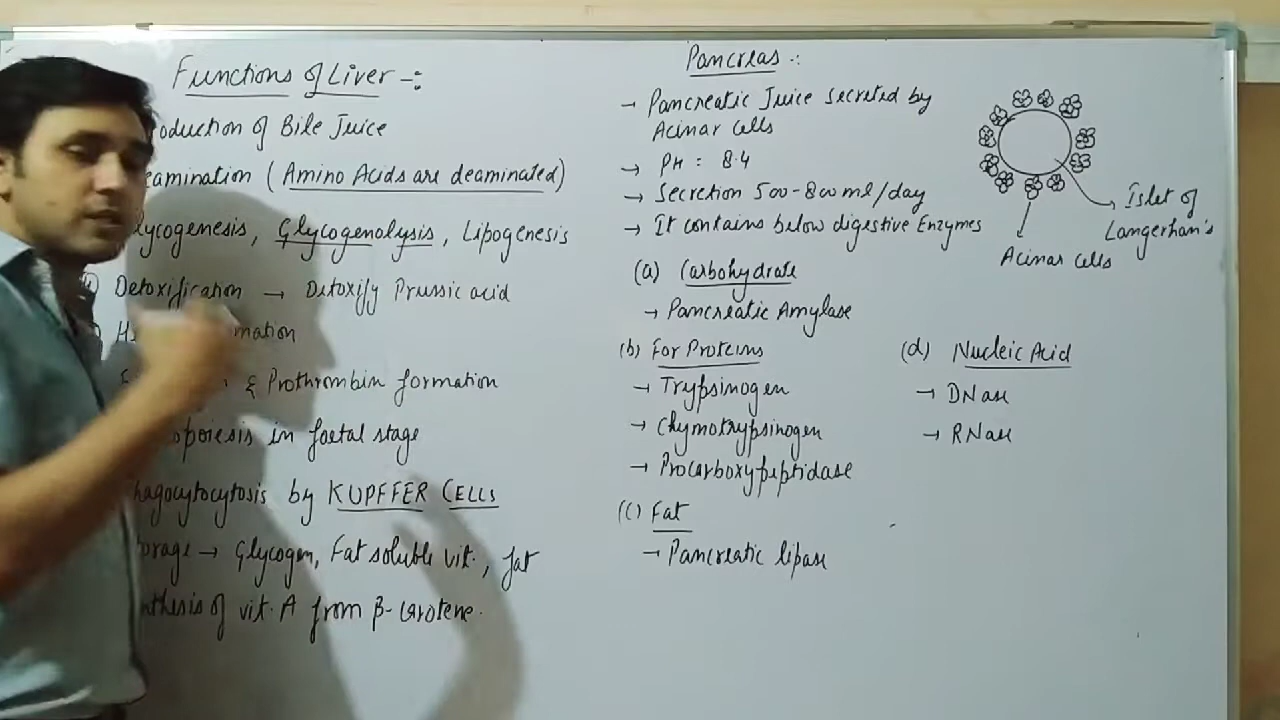 Functions of Liver -:
oduction of Bile Juice
eamination (Amino Acids are deaminated)
lycogenesis, Glycogenolysis, Lipogenesis
Detoxification → Detoxify Prussic acid
mation
& Prothrombin formation
opoiesis in foetal stage
hagocytocytosis by KUPFFER CELLS
orage → Glycogen, Fat soluble vit., fat
nthesis of vit. A from β-carotene.
Pancreas :
→ Pancreatic Juice secreted by
Acinar Cells
→ PH = 8.4
→ Secretion 500-800 ml/day
→ It contains below digestive Enzymes
(a) Carbohydrate
→ Pancreatic Amylase
(b) For Proteins
→ Trypsinogen
→ Chymotrypsinogen
→ Procarboxypeptidase
(c) Fat
→ Pancreatic lipase
(d) Nucleic Acid
→ DNase
→ RNase
Islet of
Langerhan's
Acinar cells